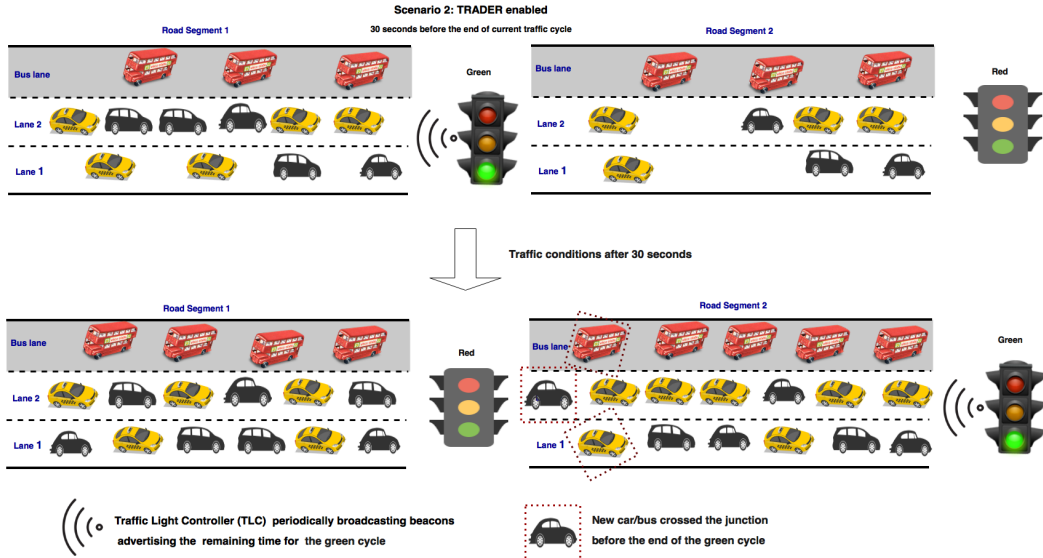 Scenario 2: TRADER enabled
30 seconds before the end of current traffic cycle
Road Segment 1
Road Segment 2
Bus lane
Green
Red
Lane 2
Lane 2
Lane 1
Lane 1
Traffic conditions after 30 seconds
Road Segment 1
Road Segment 2
Bus lane
Bus lane
Red
Green
Lane 2
Lane 2
Lane 1
Lane 1
Traffic Light Controller (TLC) periodically broadcasting beacons
advertising the remaining time for the green cycle
New car/bus crossed the junction
before the end of the green cycle